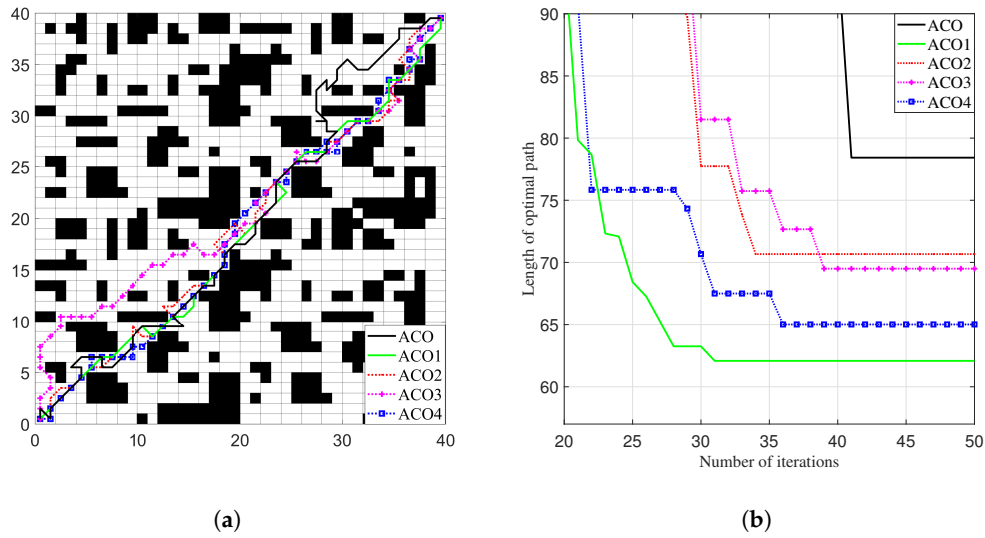 40
35
30
25
20
15
10
5
0
0 10 20 30 40
ACO
ACO1
ACO2
ACO3
ACO4
(a)
Length of optimal path
90
85
80
75
70
65
60
20 25 30 35 40 45 50
Number of iterations
ACO
ACO1
ACO2
ACO3
ACO4
(b)